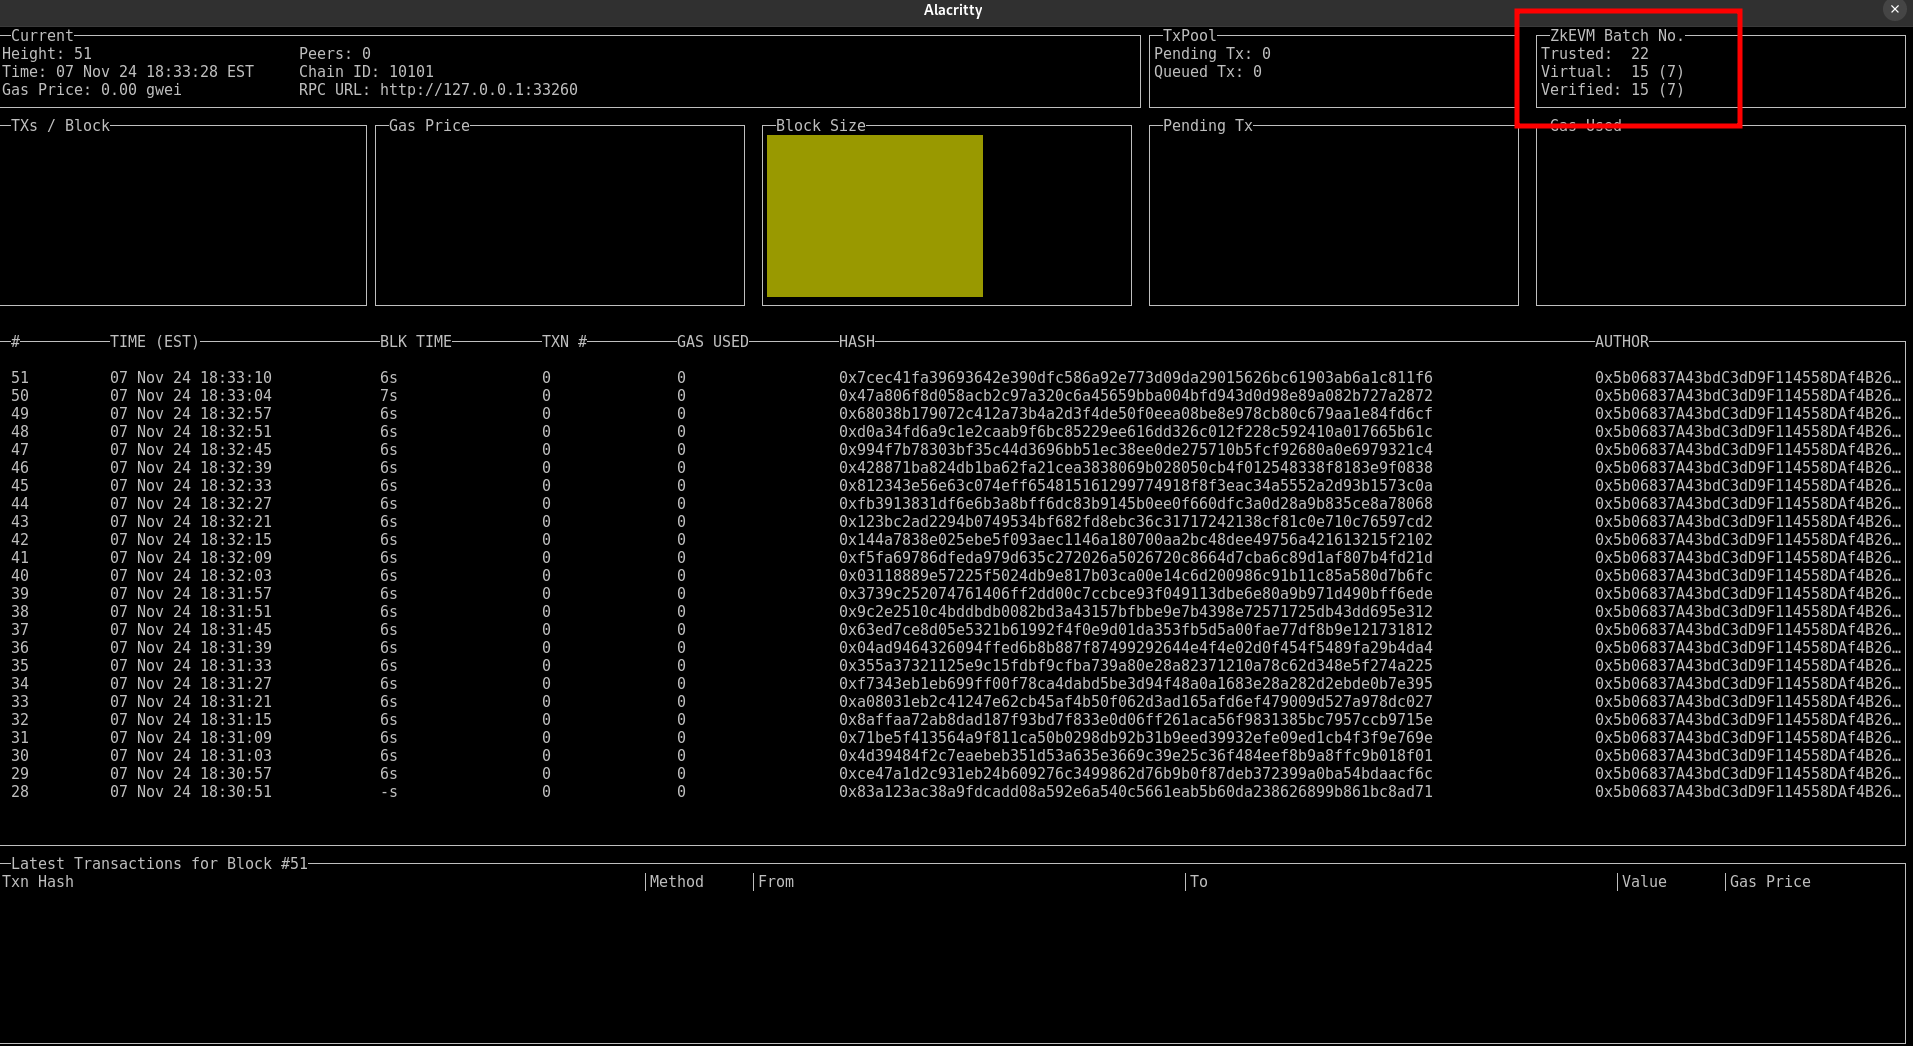 Alacritty
Current
Height: 51 Peers: 0
Time: 07 Nov 24 18:33:28 EST Chain ID: 10101
Gas Price: 0.00 gwei RPC URL: http://127.0.0.1:33260
TxPool
Pending Tx: 0
Queued Tx: 0
ZkEVM Batch No.
Trusted: 22
Virtual: 15 (7)
Verified: 15 (7)
TXs / Block Gas Price Block Size Pending Tx Gas Used
# TIME (EST) BLK TIME TXN # GAS USED HASH AUTHOR
51 07 Nov 24 18:33:10 6s 0 0 0x7cec41fa39693642e390dfc586a92e773d09da29015626bc61903ab6a1c811f6 0x5b06837A43bdC3dD9F114558DAf4B26…
50 07 Nov 24 18:33:04 7s 0 0 0x47a806f8d058acb2c97a320c6a45659bba004bfd943d0d98e89a082b727a2872 0x5b06837A43bdC3dD9F114558DAf4B26…
49 07 Nov 24 18:32:57 6s 0 0 0x68038b179072c412a73b4a2d3f4de50f0eea08be8e978cb80c679aa1e84fd6cf 0x5b06837A43bdC3dD9F114558DAf4B26…
48 07 Nov 24 18:32:51 6s 0 0 0xd0a34fd6a9c1e2caab9f6bc85229ee616dd326c012f228c592410a017665b61c 0x5b06837A43bdC3dD9F114558DAf4B26…
47 07 Nov 24 18:32:45 6s 0 0 0x994f7b78303bf35c44d3696bb51ec38ee0de275710b5fcf92680a0e6979321c4 0x5b06837A43bdC3dD9F114558DAf4B26…
46 07 Nov 24 18:32:39 6s 0 0 0x428871ba824db1ba62fa21cea3838069b028050cb4f012548338f8183e9f0838 0x5b06837A43bdC3dD9F114558DAf4B26…
45 07 Nov 24 18:32:33 6s 0 0 0x812343e56e63c074eff654815161299774918f8f3eac34a5552a2d93b1573c0a 0x5b06837A43bdC3dD9F114558DAf4B26…
44 07 Nov 24 18:32:27 6s 0 0 0xfb3913831df6e6b3a8bff6dc83b9145b0ee0f660dfc3a0d28a9b835ce8a78068 0x5b06837A43bdC3dD9F114558DAf4B26…
43 07 Nov 24 18:32:21 6s 0 0 0x123bc2ad2294b0749534bf682fd8ebc36c31717242138cf81c0e710c76597cd2 0x5b06837A43bdC3dD9F114558DAf4B26…
42 07 Nov 24 18:32:15 6s 0 0 0x144a7838e025ebe5f093aec1146a180700aa2bc48dee49756a421613215f2102 0x5b06837A43bdC3dD9F114558DAf4B26…
41 07 Nov 24 18:32:09 6s 0 0 0xf5fa69786dfeda979d635c272026a5026720c8664d7cba6c89d1af807b4fd21d 0x5b06837A43bdC3dD9F114558DAf4B26…
40 07 Nov 24 18:32:03 6s 0 0 0x03118889e57225f5024db9e817b03ca00e14c6d200986c91b11c85a580d7b6fc 0x5b06837A43bdC3dD9F114558DAf4B26…
39 07 Nov 24 18:31:57 6s 0 0 0x3739c252074761406ff2dd00c7ccbce93f049113dbe6e80a9b971d490bff6ede 0x5b06837A43bdC3dD9F114558DAf4B26…
38 07 Nov 24 18:31:51 6s 0 0 0x9c2e2510c4bddbdb0082bd3a43157bfbbe9e7b4398e72571725db43dd695e312 0x5b06837A43bdC3dD9F114558DAf4B26…
37 07 Nov 24 18:31:45 6s 0 0 0x63ed7ce8d05e5321b61992f4f0e9d01da353fb5d5a00fae77df8b9e121731812 0x5b06837A43bdC3dD9F114558DAf4B26…
36 07 Nov 24 18:31:39 6s 0 0 0x04ad9464326094ffed6b8b887f87499292644e4f4e02d0f454f5489fa29b4da4 0x5b06837A43bdC3dD9F114558DAf4B26…
35 07 Nov 24 18:31:33 6s 0 0 0x355a37321125e9c15fdbf9cfba739a80e28a82371210a78c62d348e5f274a225 0x5b06837A43bdC3dD9F114558DAf4B26…
34 07 Nov 24 18:31:27 6s 0 0 0xf7343eb1eb699ff00f78ca4dabd5be3d94f48a0a1683e28a282d2ebde0b7e395 0x5b06837A43bdC3dD9F114558DAf4B26…
33 07 Nov 24 18:31:21 6s 0 0 0xa08031eb2c41247e62cb45af4b50f062d3ad165afd6ef479009d527a978dc027 0x5b06837A43bdC3dD9F114558DAf4B26…
32 07 Nov 24 18:31:15 6s 0 0 0x8affaa72ab8dad187f93bd7f833e0d06ff261aca56f9831385bc7957ccb9715e 0x5b06837A43bdC3dD9F114558DAf4B26…
31 07 Nov 24 18:31:09 6s 0 0 0x71be5f413564a9f811ca50b0298db92b31b9eed39932efe09ed1cb4f3f9e769e 0x5b06837A43bdC3dD9F114558DAf4B26…
30 07 Nov 24 18:31:03 6s 0 0 0x4d39484f2c7eaebeb351d53a635e3669c39e25c36f484eef8b9a8ffc9b018f01 0x5b06837A43bdC3dD9F114558DAf4B26…
29 07 Nov 24 18:30:57 6s 0 0 0xce47a1d2c931eb24b609276c3499862d76b9b0f87deb372399a0ba54bdaacf6c 0x5b06837A43bdC3dD9F114558DAf4B26…
28 07 Nov 24 18:30:51 -s 0 0 0x83a123ac38a9fdcadd08a592e6a540c5661eab5b60da238626899b861bc8ad71 0x5b06837A43bdC3dD9F114558DAf4B26…
Latest Transactions for Block #51
Txn Hash Method From To Value Gas Price